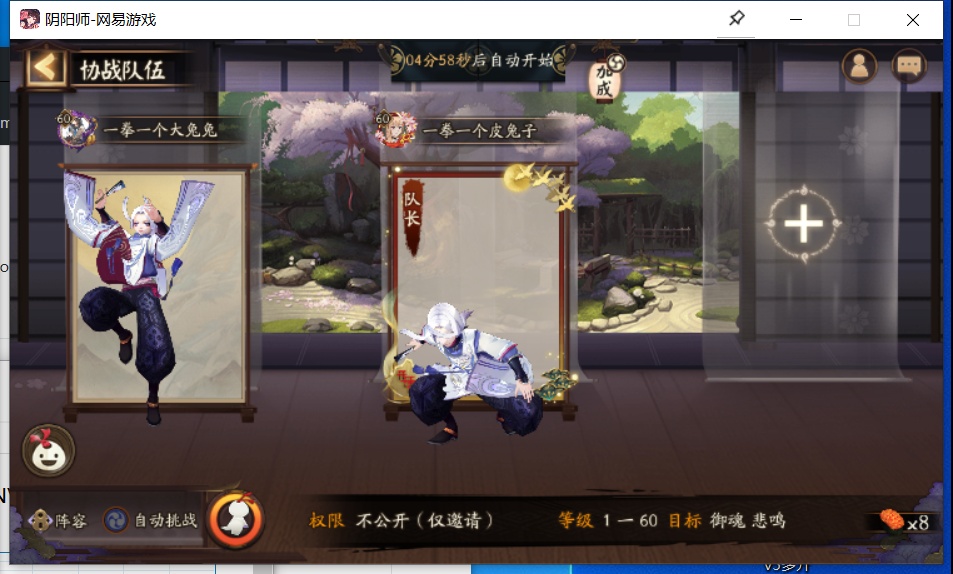 阴阳师-网易游戏
协战队伍
04分58秒后自动开始
加成
60
一拳一个大兔兔
60
一拳一个皮兔子
队长
阵容
自动挑战
权限 不公开（仅邀请）
等级 1 — 60 目标 御魂 悲鸣
x8